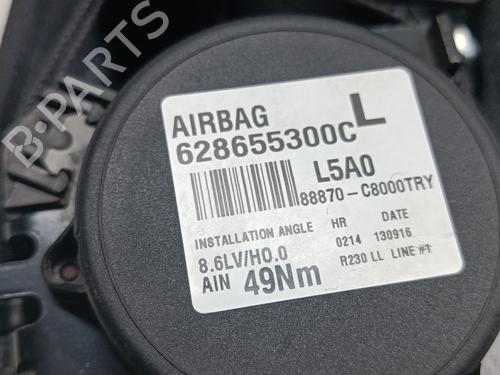 B-PARTS
AIRBAG L
628655300C
L5A0
88870-C8000TRY
INSTALLATION ANGLE HR DATE
8.6LV/H0.0 0214 130916
AIN 49Nm R230 LL LINE #1